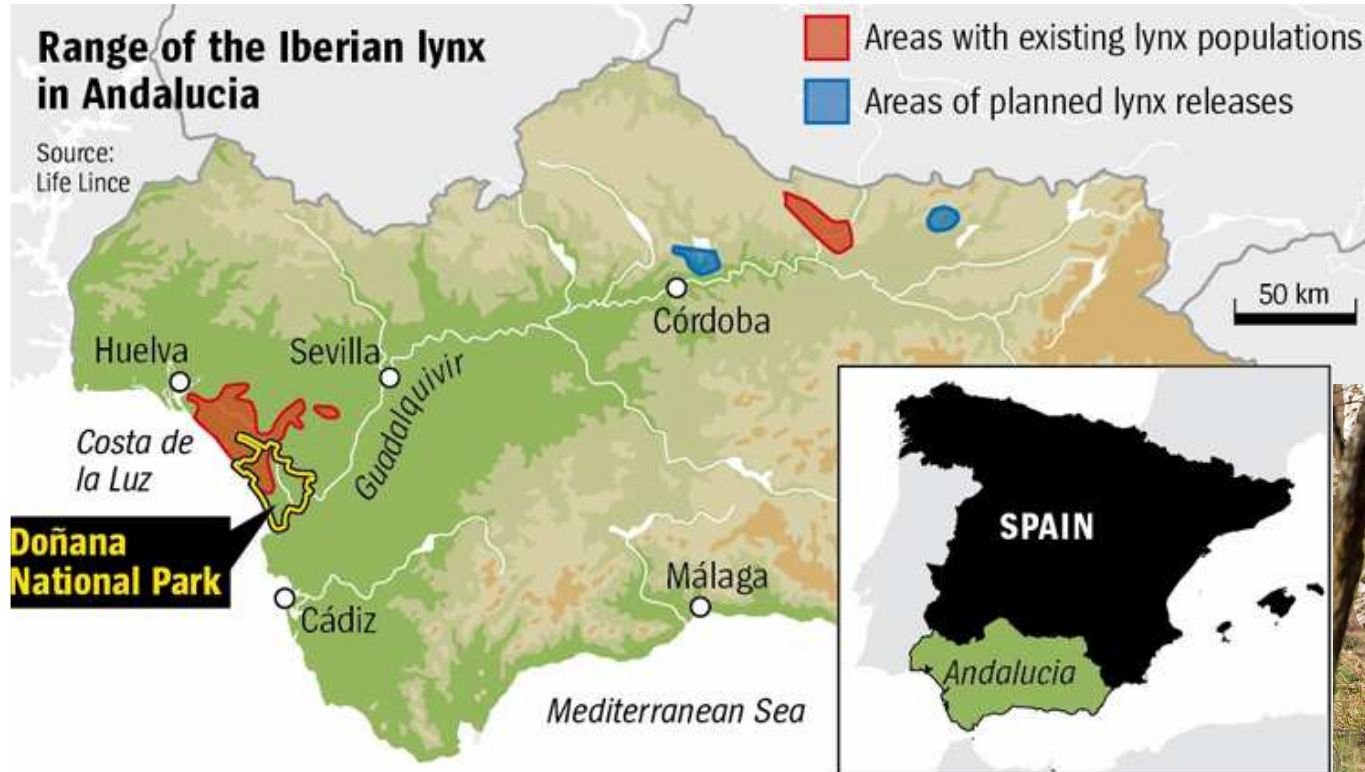 Range of the Iberian lynx
in Andalucia
Source:
Life Lince
Areas with existing lynx populations
Areas of planned lynx releases
50 km
Córdoba
Huelva
Sevilla
Guadalquivir
Costa de
la Luz
Doñana
National Park
Cádiz
Málaga
Mediterranean Sea
SPAIN
Andalucia